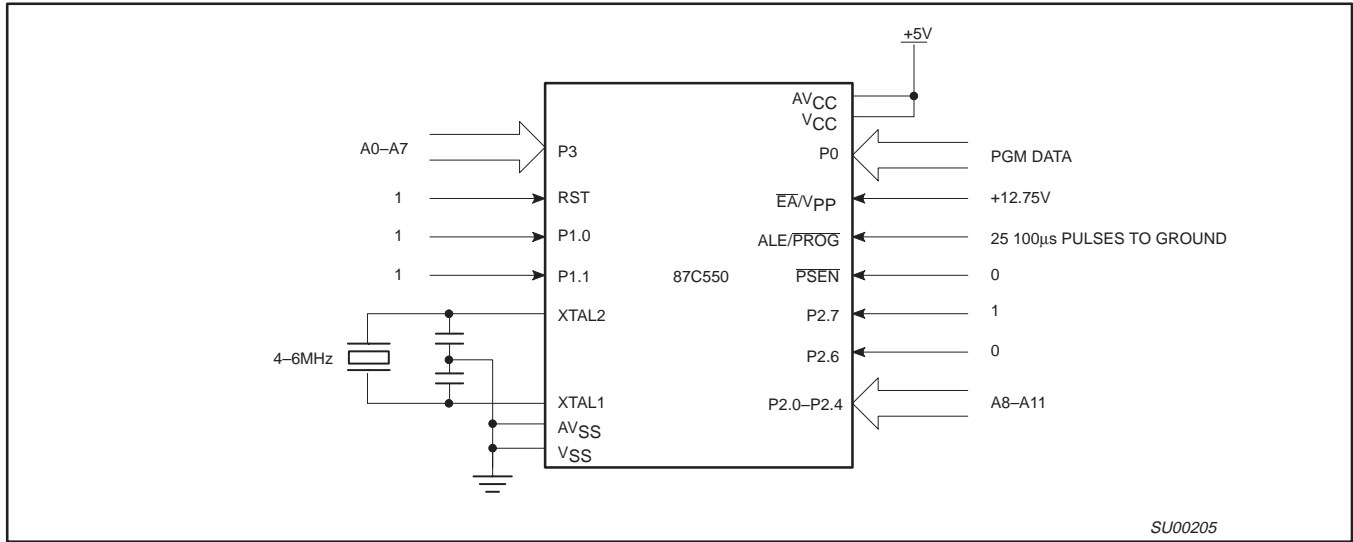 +5V
AVCC
VCC
A0–A7
P3
P0
PGM DATA
1
RST
EA/VPP
+12.75V
1
P1.0
ALE/PROG
25 100μs PULSES TO GROUND
1
P1.1
87C550
PSEN
0
XTAL2
P2.7
1
4–6MHz
P2.6
0
XTAL1
P2.0–P2.4
A8–A11
AVSS
VSS
SU00205